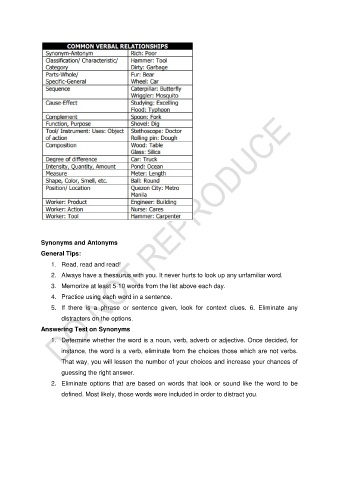 COMMON VERBAL RELATIONSHIPS
Synonym-Antonym Rich: Poor
Classification/ Characteristic/ Hammer: Tool
Category Dirty: Garbage
Parts-Whole/ Fur: Bear
Specific-General Wheel: Car
Sequence Caterpillar: Butterfly
Wriggler: Mosquito
Cause-Effect Studying: Excelling
Flood: Typhoon
Complement Spoon: Fork
Function, Purpose Shovel: Dig
Tool/ Instrument: Uses: Object Stethoscope: Doctor
of action Rolling pin: Dough
Composition Wood: Table
Glass: Silica
Degree of difference Car: Truck
Intensity, Quantity, Amount Pond: Ocean
Measure Meter: Length
Shape, Color, Smell, etc. Ball: Round
Position/ Location Quezon City: Metro
Manila
Worker: Product Engineer: Building
Worker: Action Nurse: Cares
Worker: Tool Hammer: Carpenter
Synonyms and Antonyms
General Tips:
1. Read, read and read!
2. Always have a thesaurus with you. It never hurts to look up any unfamiliar word.
3. Memorize at least 5-10 words from the list above each day.
4. Practice using each word in a sentence.
5. If there is a phrase or sentence given, look for context clues. 6. Eliminate any
distracters on the options.
Answering Test on Synonyms
1. Determine whether the word is a noun, verb, adverb or adjective. Once decided, for
instance, the word is a verb, eliminate from the choices those which are not verbs.
That way, you will lessen the number of your choices and increase your chances of
guessing the right answer.
2. Eliminate options that are based on words that look or sound like the word to be
defined. Most likely, those words were included in order to distract you.
DO NOT REPRODUCE